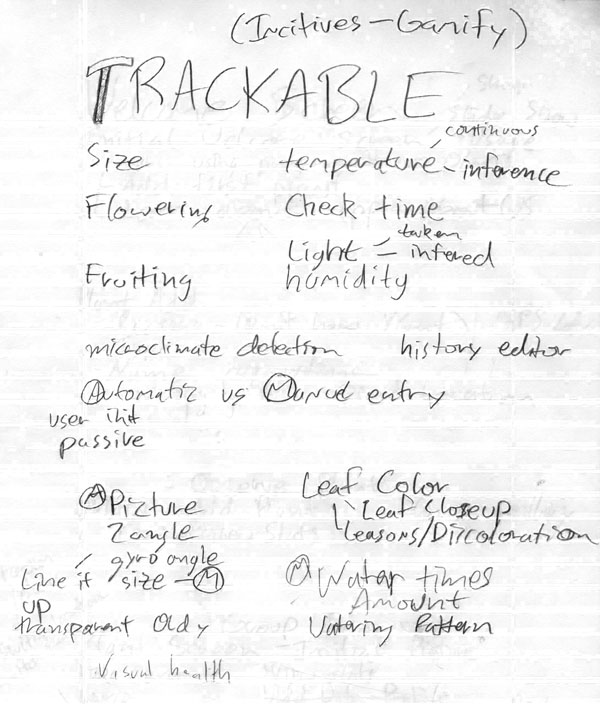 (Incitives - Gamify)
TRACKABLE
continuous
Size temperature - inference
Flowering Check time
taken
Light - infered
Fruiting humidity
microclimate detection history editor
Automatic vs Manual entry
user init
passive
(A) Picture Leaf Color
Leaf Closeup
2 angle Leasons/Discoloration
gyro angle
Line it size - (M) (M) Water times
up Amount
transparent Old Watering Pattern
Visual health